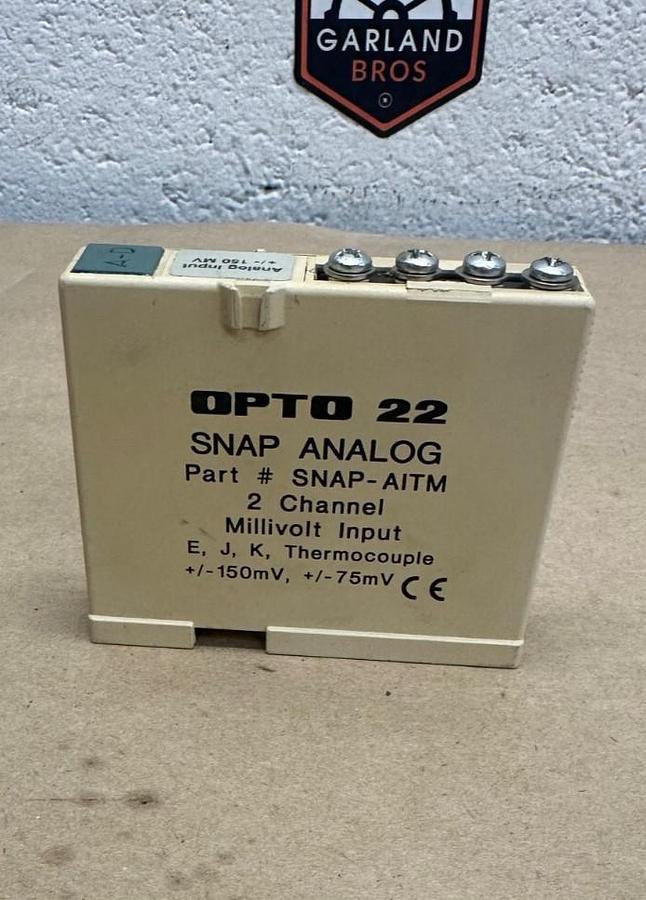 GARLAND
BROS
A-D
Analog Input
+/- 150 MV
OPTO 22
SNAP ANALOG
Part # SNAP-AITM
2 Channel
Millivolt Input
E, J, K, Thermocouple
+/-150mV, +/-75mV CE